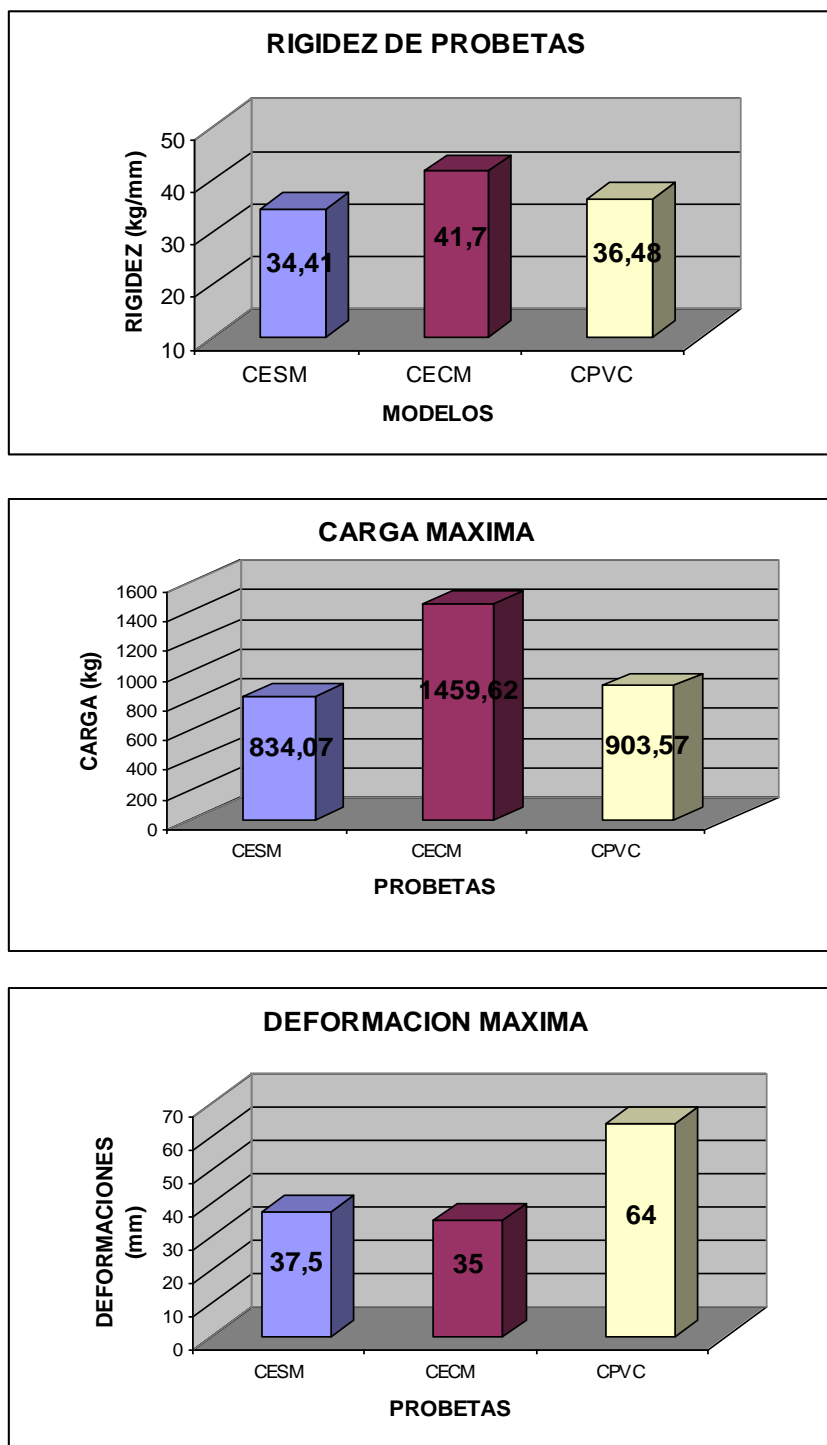 RIGIDEZ DE PROBETAS
RIGIDEZ (kg/mm)
50
40
30
20
10
34,41
41,7
36,48
CESM CECM CPVC
MODELOS
CARGA MAXIMA
CARGA (kg)
1600
1400
1200
1000
800
600
400
200
0
834,07
1459,62
903,57
CESM CECM CPVC
PROBETAS
DEFORMACION MAXIMA
DEFORMACIONES
(mm)
70
60
50
40
30
20
10
0
37,5
35
64
CESM CECM CPVC
PROBETAS